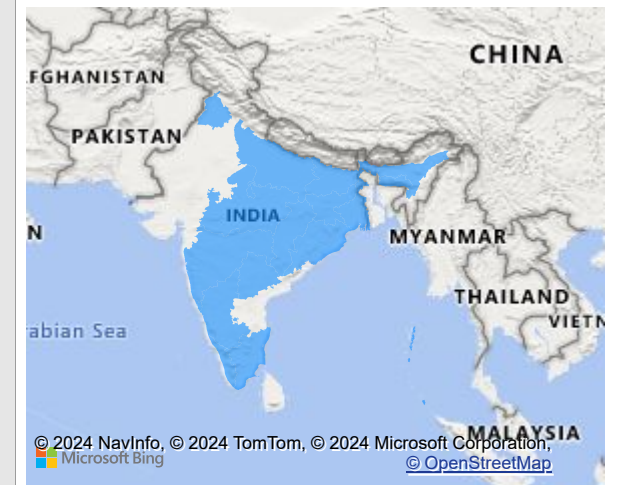 CHINA
FGHANISTAN
PAKISTAN
INDIA
N
MYANMAR
THAILAND
VIETN
rabian Sea
MALAYSIA
© 2024 NavInfo, © 2024 TomTom, © 2024 Microsoft Corporation,
Microsoft Bing
© OpenStreetMap